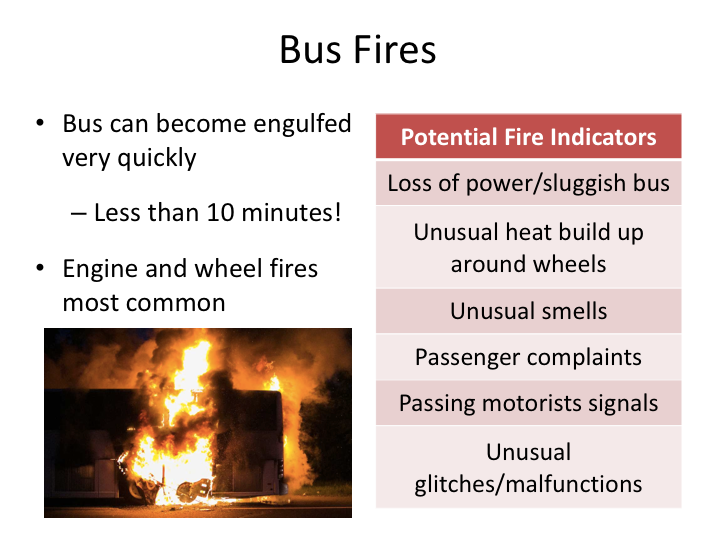 Bus Fires
• Bus can become engulfed
very quickly
– Less than 10 minutes!
• Engine and wheel fires
most common
Potential Fire Indicators
Loss of power/sluggish bus
Unusual heat build up
around wheels
Unusual smells
Passenger complaints
Passing motorists signals
Unusual
glitches/malfunctions